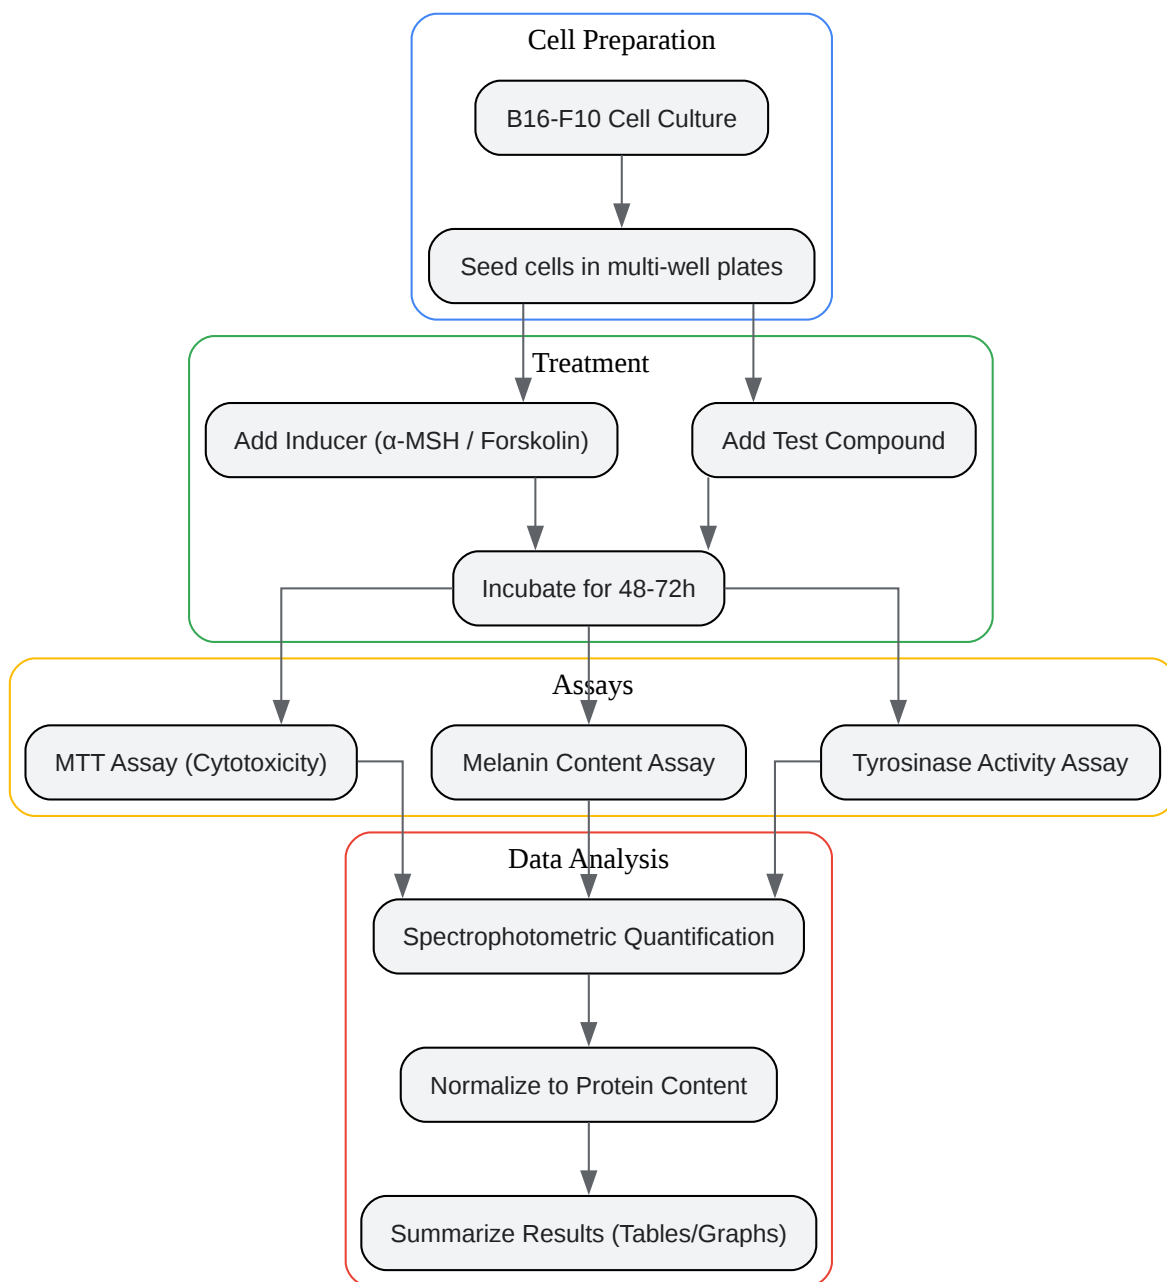 Cell Preparation
B16-F10 Cell Culture
Seed cells in multi-well plates
Treatment
Add Inducer (α-MSH / Forskolin)
Add Test Compound
Incubate for 48-72h
Assays
MTT Assay (Cytotoxicity)
Melanin Content Assay
Tyrosinase Activity Assay
Data Analysis
Spectrophotometric Quantification
Normalize to Protein Content
Summarize Results (Tables/Graphs)